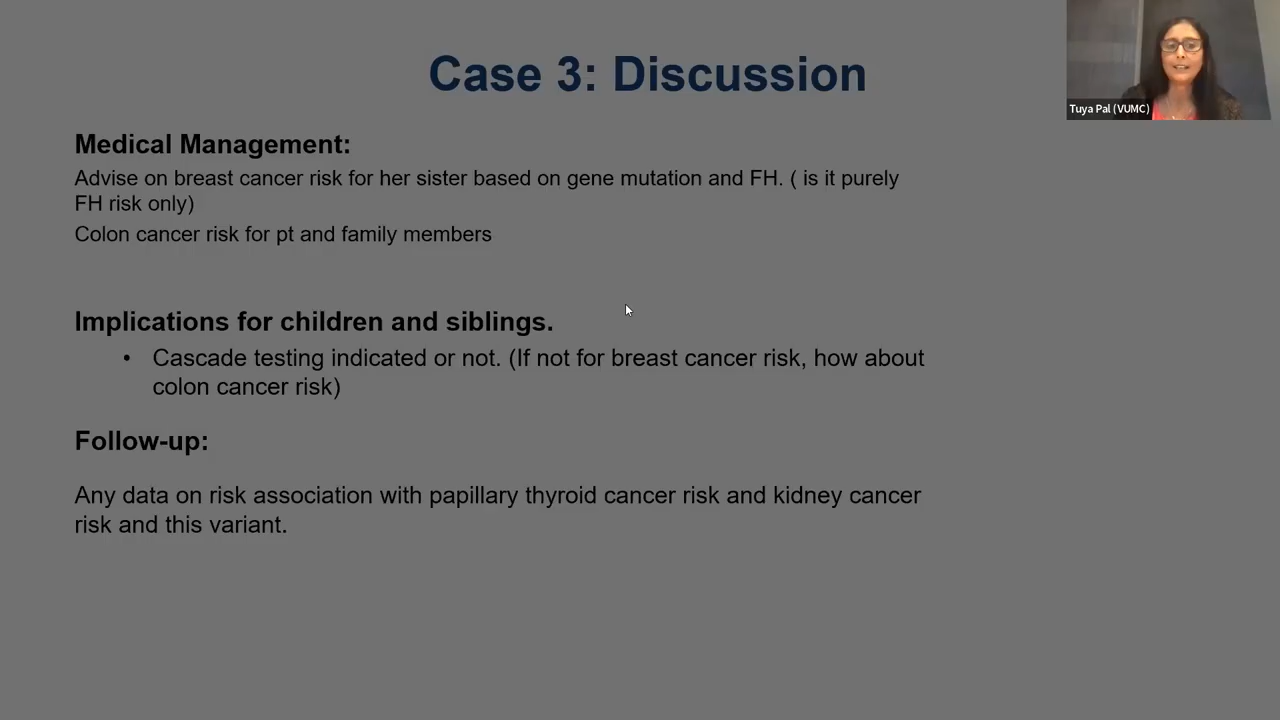 Case 3: Discussion
Tuya Pal (VUMC)
Medical Management:
Advise on breast cancer risk for her sister based on gene mutation and FH. ( is it purely
FH risk only)
Colon cancer risk for pt and family members
Implications for children and siblings.
• Cascade testing indicated or not. (If not for breast cancer risk, how about
colon cancer risk)
Follow-up:
Any data on risk association with papillary thyroid cancer risk and kidney cancer
risk and this variant.